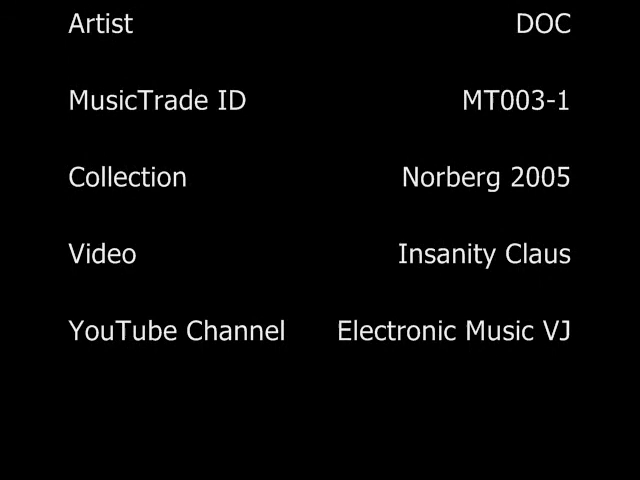 Artist DOC
MusicTrade ID MT003-1
Collection Norberg 2005
Video Insanity Claus
YouTube Channel Electronic Music VJ